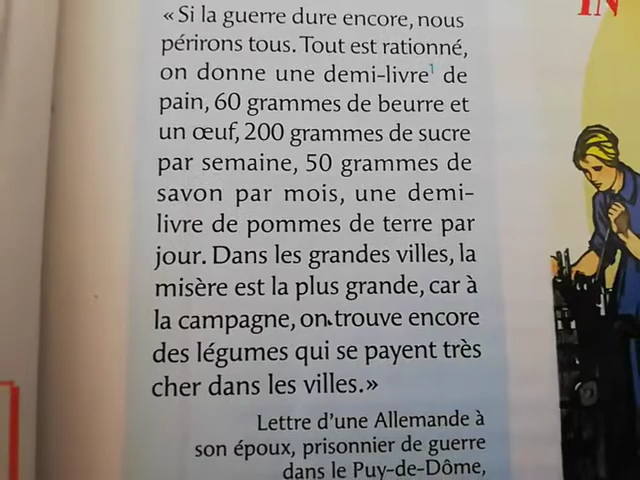 IN
« Si la guerre dure encore, nous
périrons tous. Tout est rationné,
on donne une demi-livre¹ de
pain, 60 grammes de beurre et
un œuf, 200 grammes de sucre
par semaine, 50 grammes de
savon par mois, une demi-
livre de pommes de terre par
jour. Dans les grandes villes, la
misère est la plus grande, car à
la campagne, on trouve encore
des légumes qui se payent très
cher dans les villes.»
Lettre d'une Allemande à
son époux, prisonnier de guerre
dans le Puy-de-Dôme,